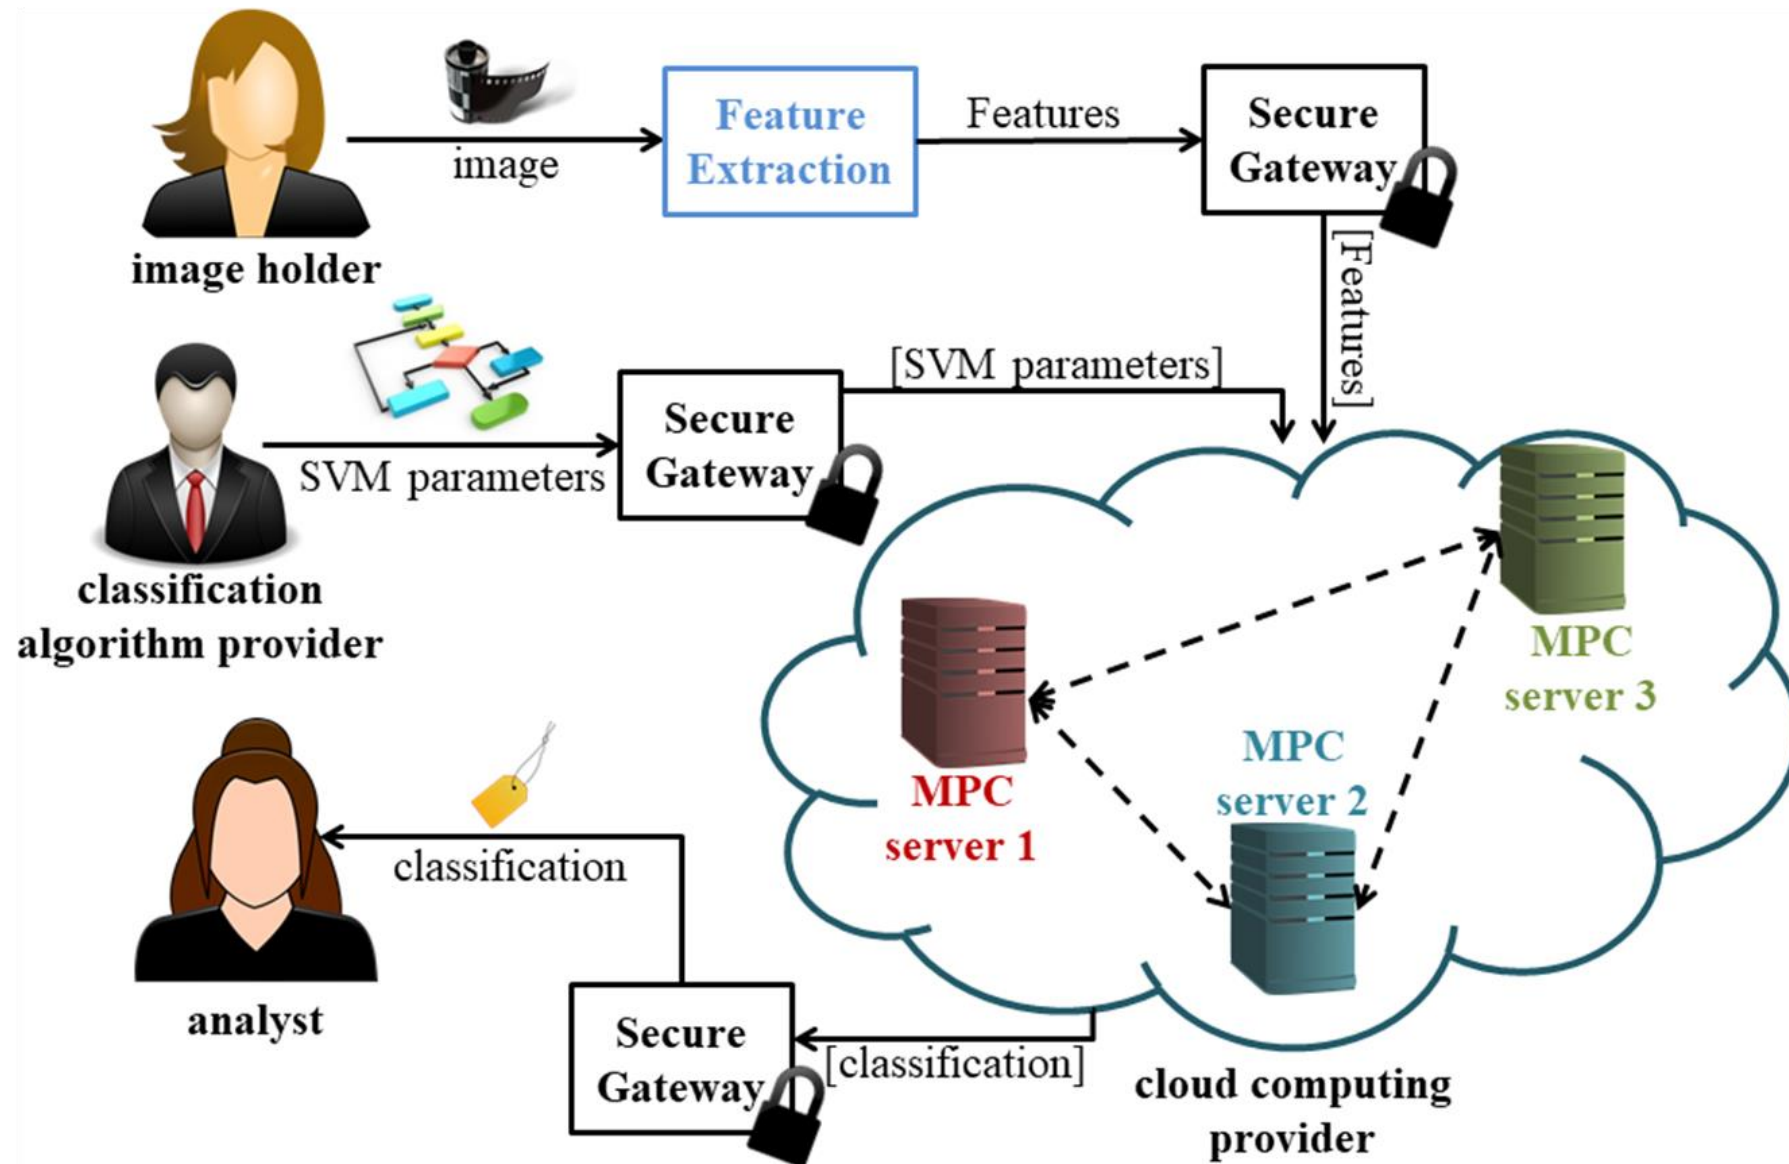 image
Feature
Extraction
Features
Secure
Gateway
[Features]
image holder
SVM parameters
Secure
Gateway
[SVM parameters]
classification
algorithm provider
MPC
server 1
MPC
server 2
MPC
server 3
classification
analyst
Secure
Gateway
[classification]
cloud computing
provider